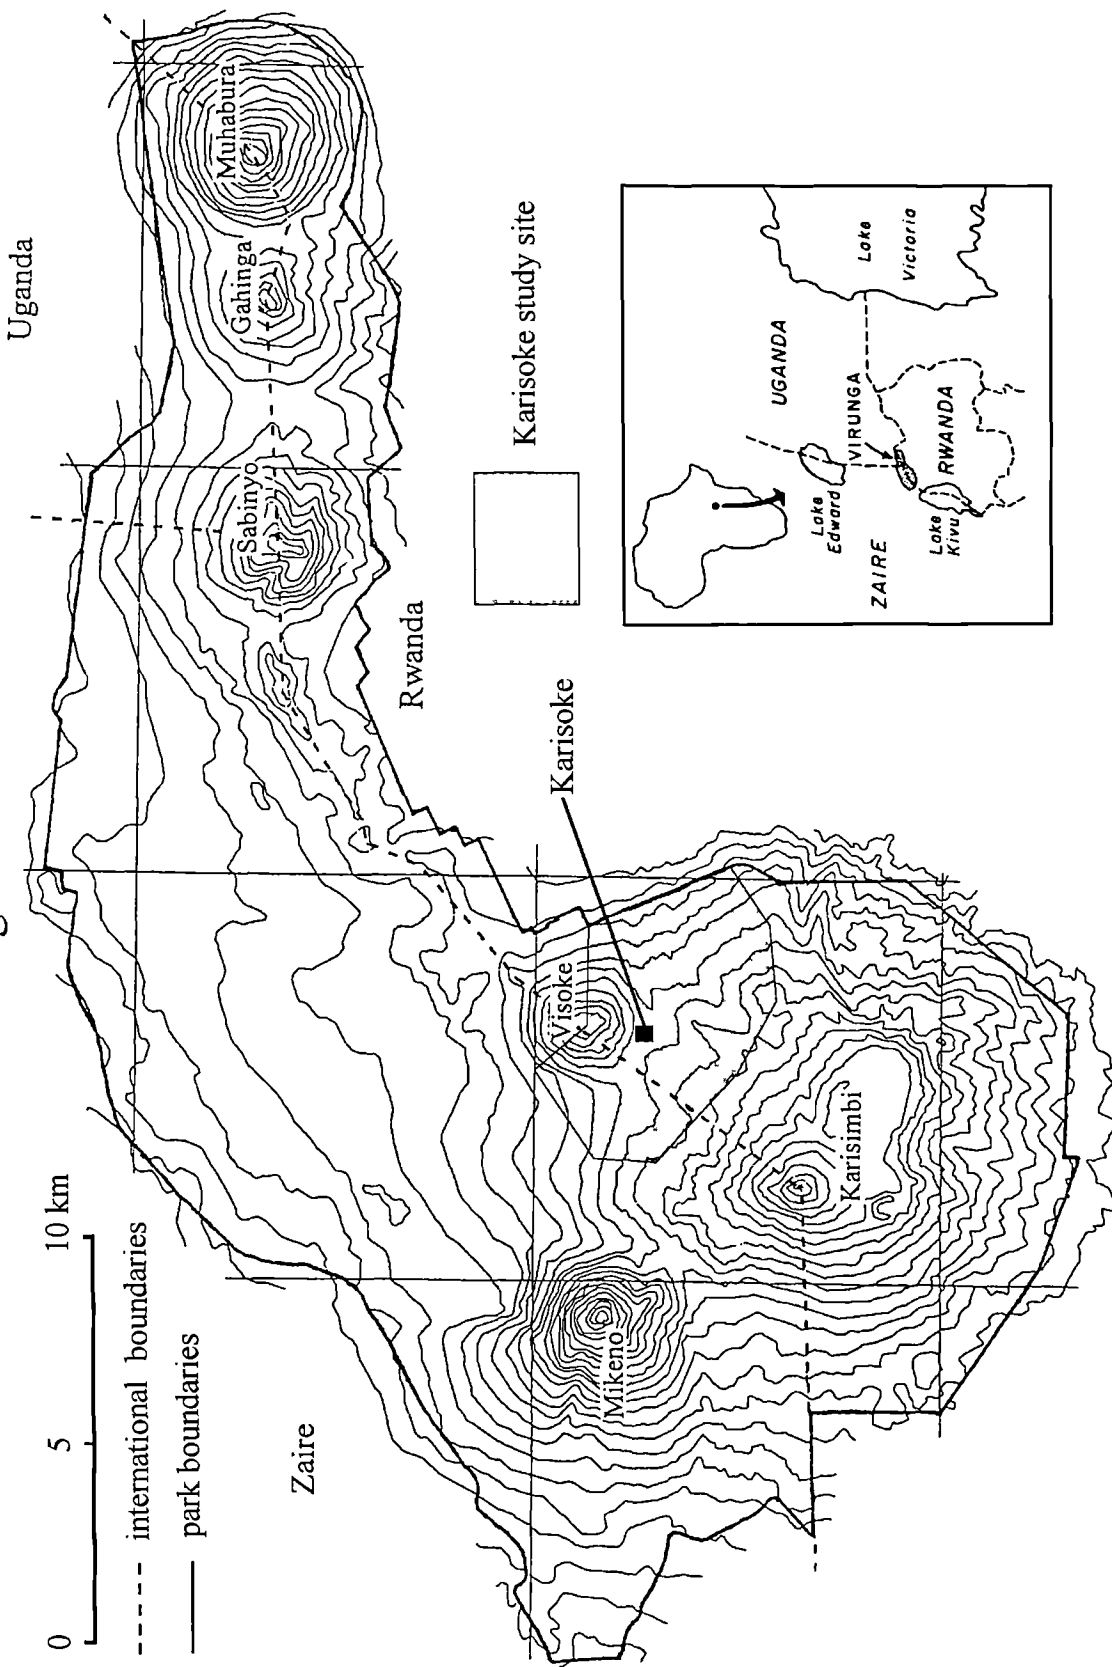 Uganda
Muhabura
Gahinga
Sabinyo
0 5 10 km
international boundaries
park boundaries
Zaire
Rwanda
Karisoke
Visoke
Mikeno
Karisimbi
Karisoke study site
UGANDA
Lake
Victoria
Lake
Edward
VIRUNGA
ZAIRE
RWANDA
Lake
Kivu